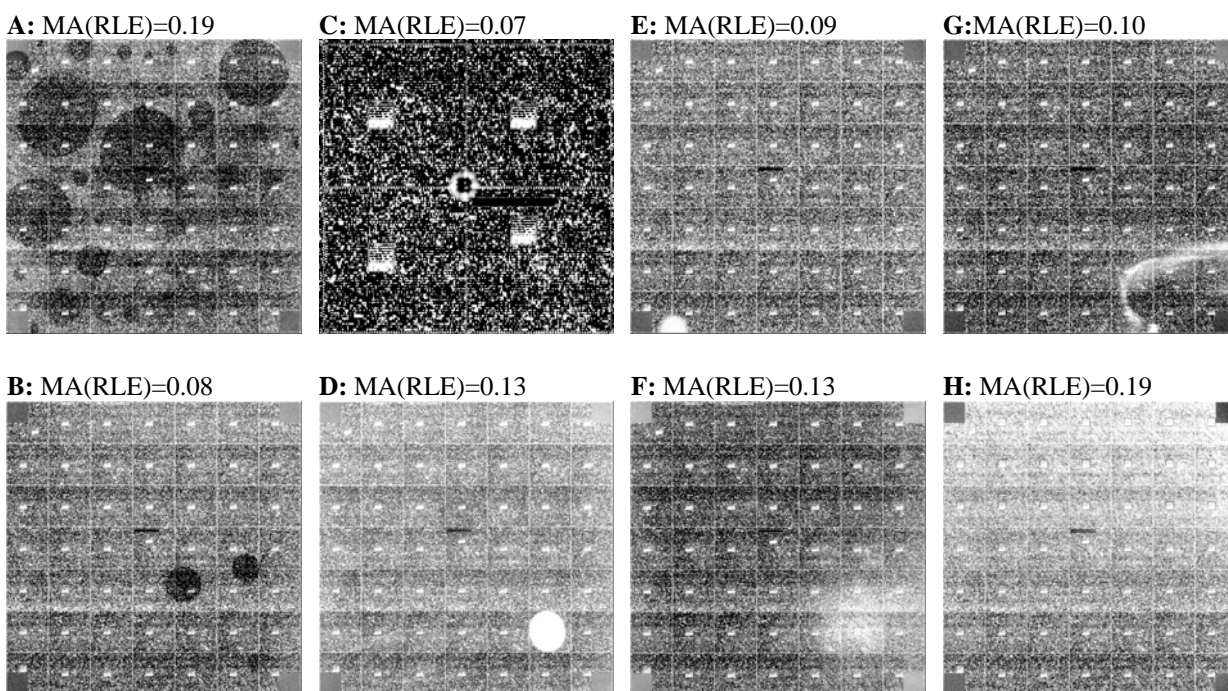 A: MA(RLE)=0.19
C: MA(RLE)=0.07
E: MA(RLE)=0.09
G:MA(RLE)=0.10
B: MA(RLE)=0.08
D: MA(RLE)=0.13
F: MA(RLE)=0.13
H: MA(RLE)=0.19